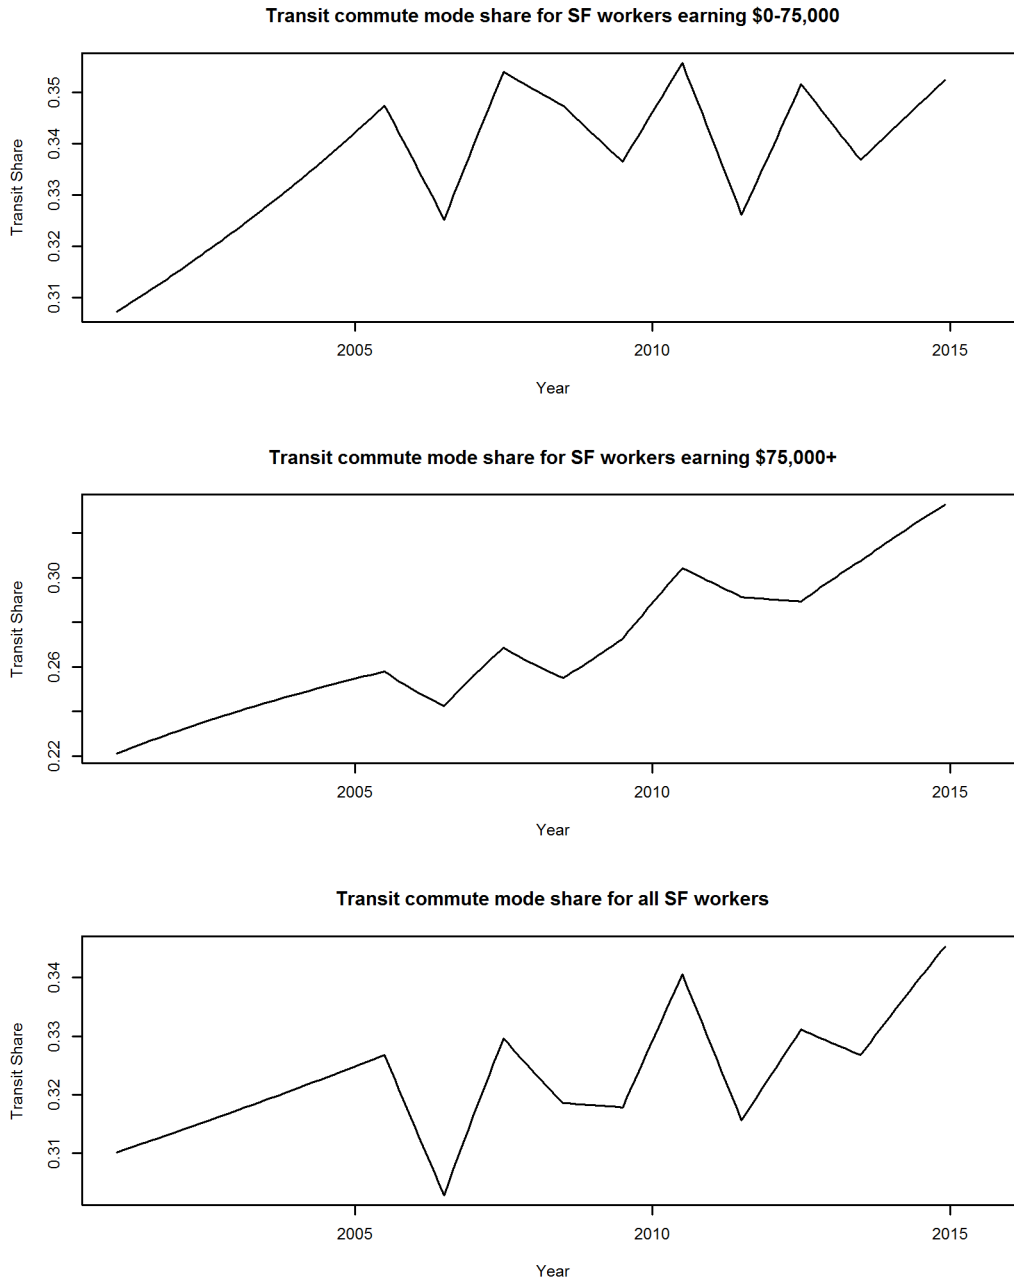 Transit commute mode share for SF workers earning $0-75,000
Transit Share
0.35
0.34
0.33
0.32
0.31
2005 2010 2015
Year
Transit commute mode share for SF workers earning $75,000+
Transit Share
0.30
0.26
0.22
2005 2010 2015
Year
Transit commute mode share for all SF workers
Transit Share
0.34
0.33
0.32
0.31
2005 2010 2015
Year